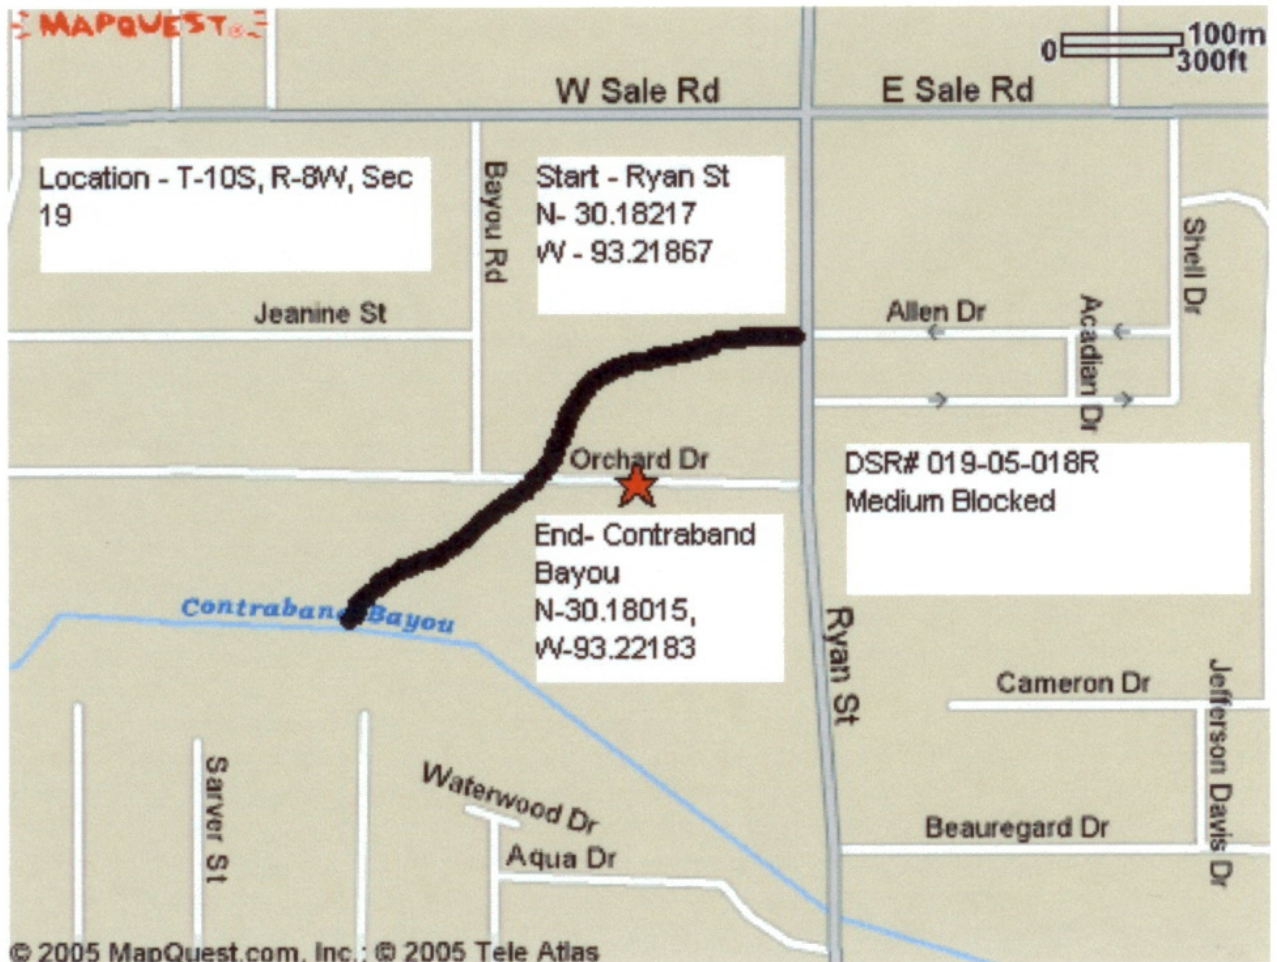 MAPQUEST®
100m
0
300ft
W Sale Rd
E Sale Rd
Location - T-10S, R-8W, Sec
19
Bayou Rd
Start - Ryan St
N- 30.18217
W - 93.21867
Shell Dr
Jeanine St
Allen Dr
Acadian Dr
Orchard Dr
DSR# 019-05-018R
Medium Blocked
End- Contraband
Bayou
N-30.18015,
W-93.22183
Contraband Bayou
Ryan St
Cameron Dr
Jefferson Davis Dr
Sarver St
Waterwood Dr
Beauregard Dr
Aqua Dr
© 2005 MapQuest.com, Inc.; © 2005 Tele Atlas